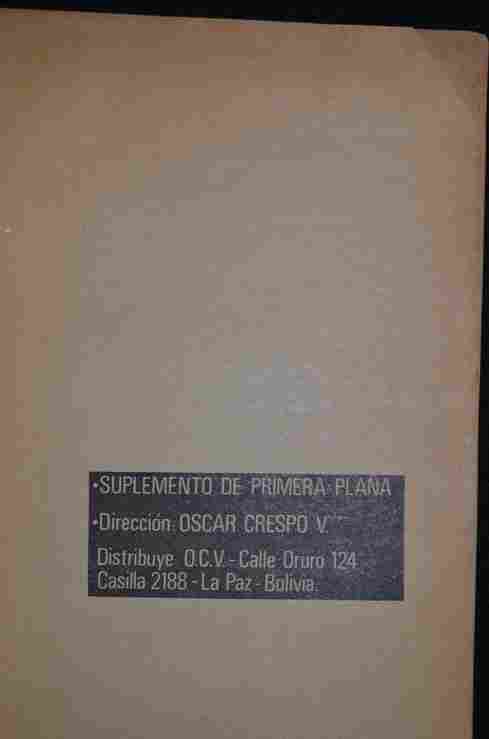 •SUPLEMENTO DE PRIMERA PLANA
•Dirección: OSCAR CRESPO V.
Distribuye O.C.V. - Calle Oruro 124
Casilla 2188 - La Paz - Bolivia.